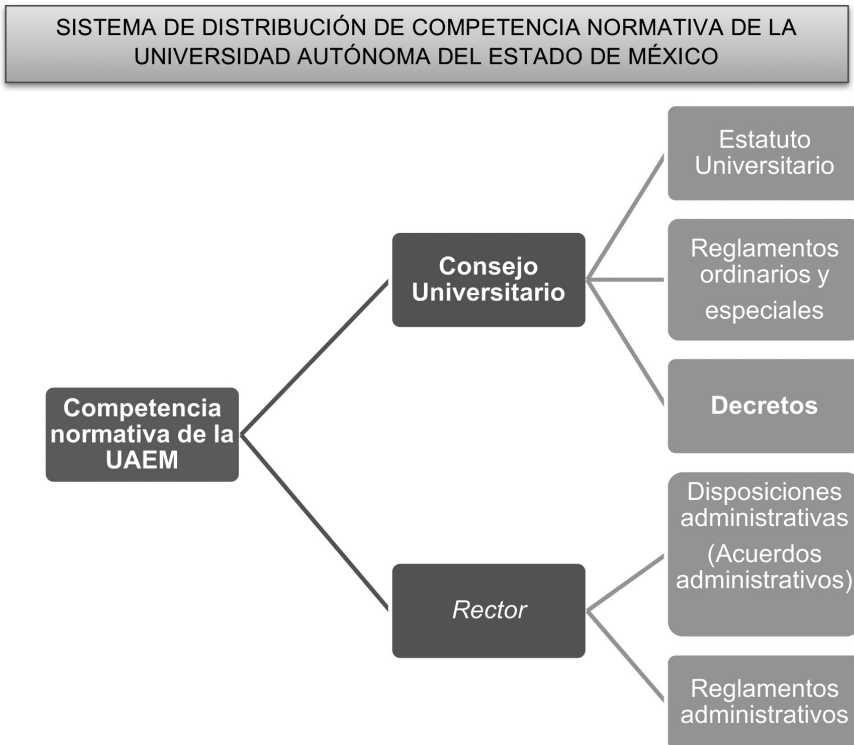 SISTEMA DE DISTRIBUCIÓN DE COMPETENCIA NORMATIVA DE LA
UNIVERSIDAD AUTÓNOMA DEL ESTADO DE MÉXICO
Competencia
normativa de la
UAEM
Consejo
Universitario
Estatuto
Universitario
Reglamentos
ordinarios y
especiales
Decretos
Rector
Disposiciones
administrativas
(Acuerdos
administrativos)
Reglamentos
administrativos